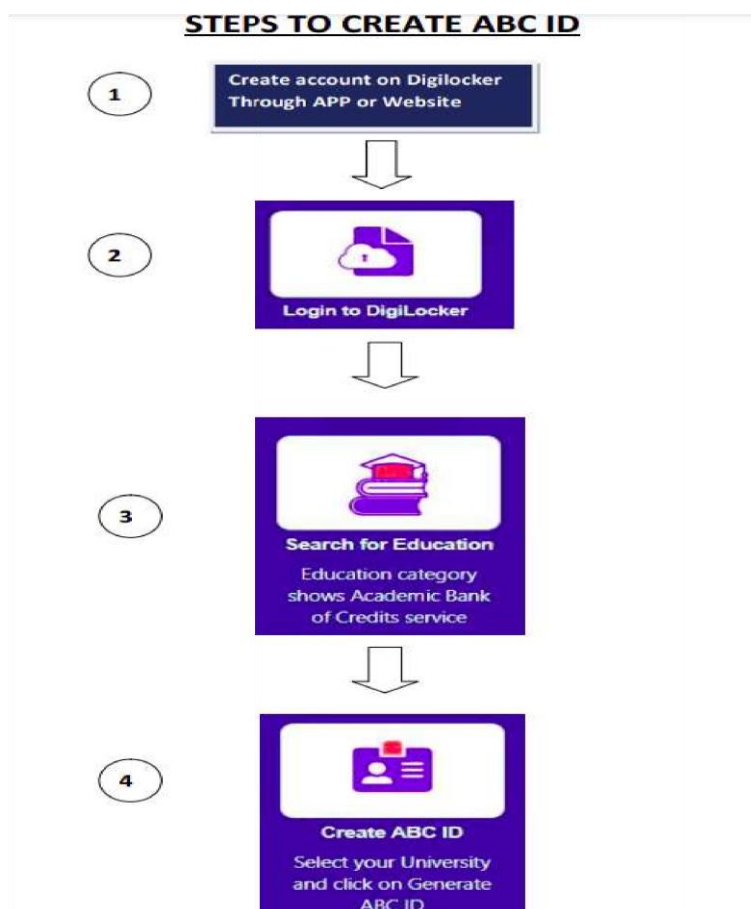 STEPS TO CREATE ABC ID
1
Create account on Digilocker
Through APP or Website
2
Login to DigiLocker
3
Search for Education
Education category
shows Academic Bank
of Credits service
4
Create ABC ID
Select your University
and click on Generate
ABC ID